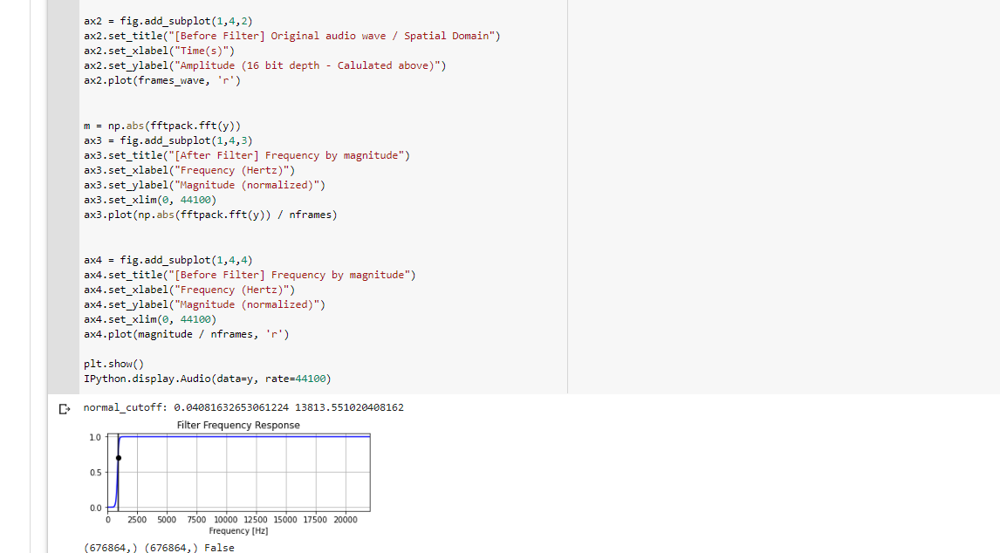 ax2 = fig.add_subplot(1,4,2)
ax2.set_title("[Before Filter] Original audio wave / Spatial Domain")
ax2.set_xlabel("Time(s)")
ax2.set_ylabel("Amplitude (16 bit depth - Calulated above)")
ax2.plot(frames_wave, 'r')
m = np.abs(fftpack.fft(y))
ax3 = fig.add_subplot(1,4,3)
ax3.set_title("[After Filter] Frequency by magnitude")
ax3.set_xlabel("Frequency (Hertz)")
ax3.set_ylabel("Magnitude (normalized)")
ax3.set_xlim(0, 44100)
ax3.plot(np.abs(fftpack.fft(y)) / nframes)
ax4 = fig.add_subplot(1,4,4)
ax4.set_title("[Before Filter] Frequency by magnitude")
ax4.set_xlabel("Frequency (Hertz)")
ax4.set_ylabel("Magnitude (normalized)")
ax4.set_xlim(0, 44100)
ax4.plot(magnitude / nframes, 'r')
plt.show()
IPython.display.Audio(data=y, rate=44100)
normal_cutoff: 0.04081632653061224 13813.551020408162
Filter Frequency Response
1.0
0.5
0.0
0 2500 5000 7500 10000 12500 15000 17500 20000
Frequency [Hz]
(676864,) (676864,) False